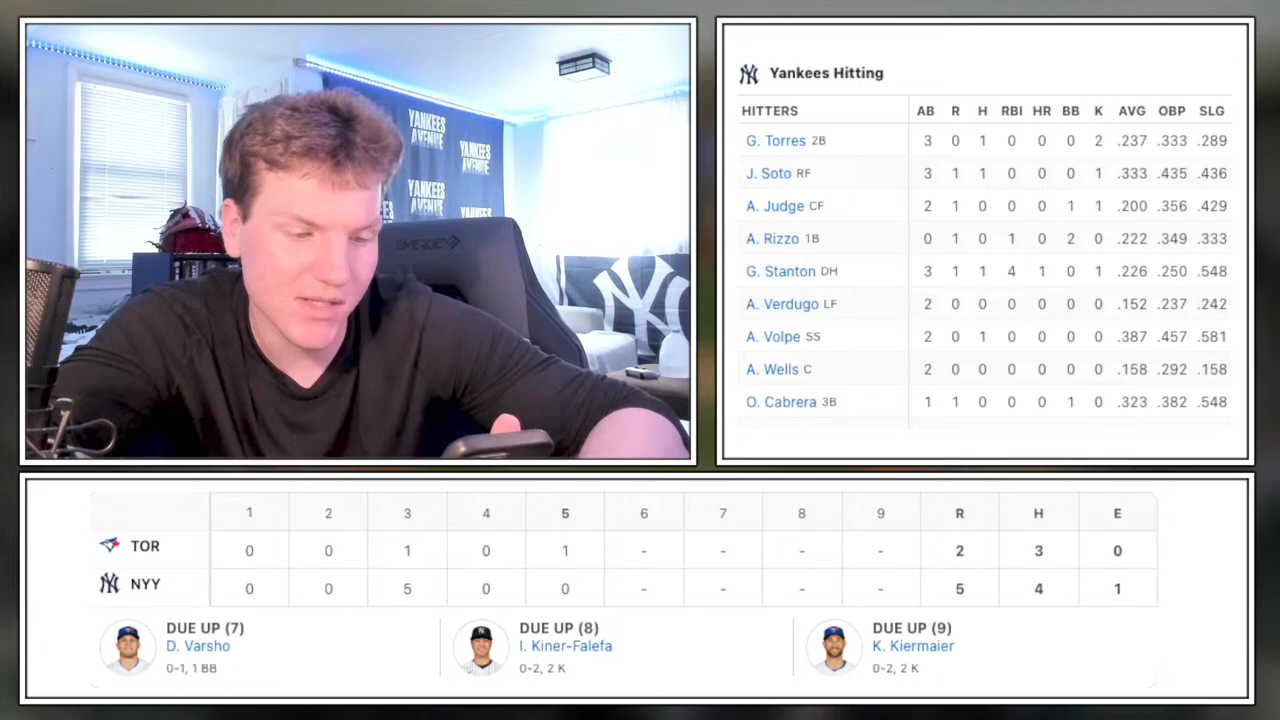 YANKEES
AVENUE
YANKEES
AVENUE
YANKEES
AVENUE
NY
Yankees Hitting
HITTERS AB R H RBI HR BB K AVG OBP SLG
G. Torres 2B 3 0 1 0 0 0 2 .237 .333 .289
J. Soto RF 3 1 1 0 0 0 1 .333 .435 .436
A. Judge CF 2 1 0 0 0 1 1 .200 .356 .429
A. Rizzo 1B 0 1 0 1 0 2 0 .222 .349 .333
G. Stanton DH 3 1 1 4 1 0 1 .226 .250 .548
A. Verdugo LF 2 0 0 0 0 0 0 .152 .237 .242
A. Volpe SS 2 0 1 0 0 0 0 .387 .457 .581
A. Wells C 2 0 0 0 0 0 0 .158 .292 .158
O. Cabrera 3B 1 1 0 0 0 1 0 .323 .382 .548
1 2 3 4 5 6 7 8 9 R H E
TOR 0 0 1 0 1 - - - - 2 3 0
NYY 0 0 5 0 0 - - - - 5 4 1
DUE UP (7)
D. Varsho
0-1, 1 BB
DUE UP (8)
I. Kiner-Falefa
0-2, 2 K
DUE UP (9)
K. Kiermaier
0-2, 2 K